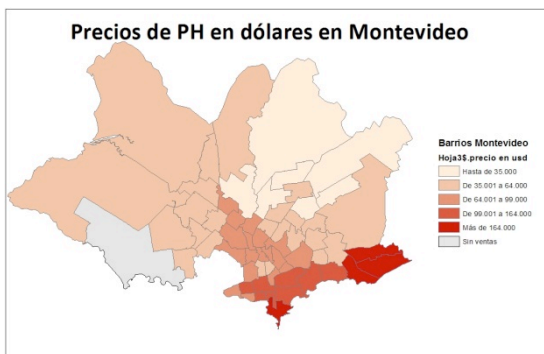 Precios de PH en dólares en Montevideo
Barrios Montevideo
Hoja3$.precio en usd
Hasta de 35.000
De 35.001 a 64.000
De 64.001 a 99.000
De 99.001 a 164.000
Más de 164.000
Sin ventas